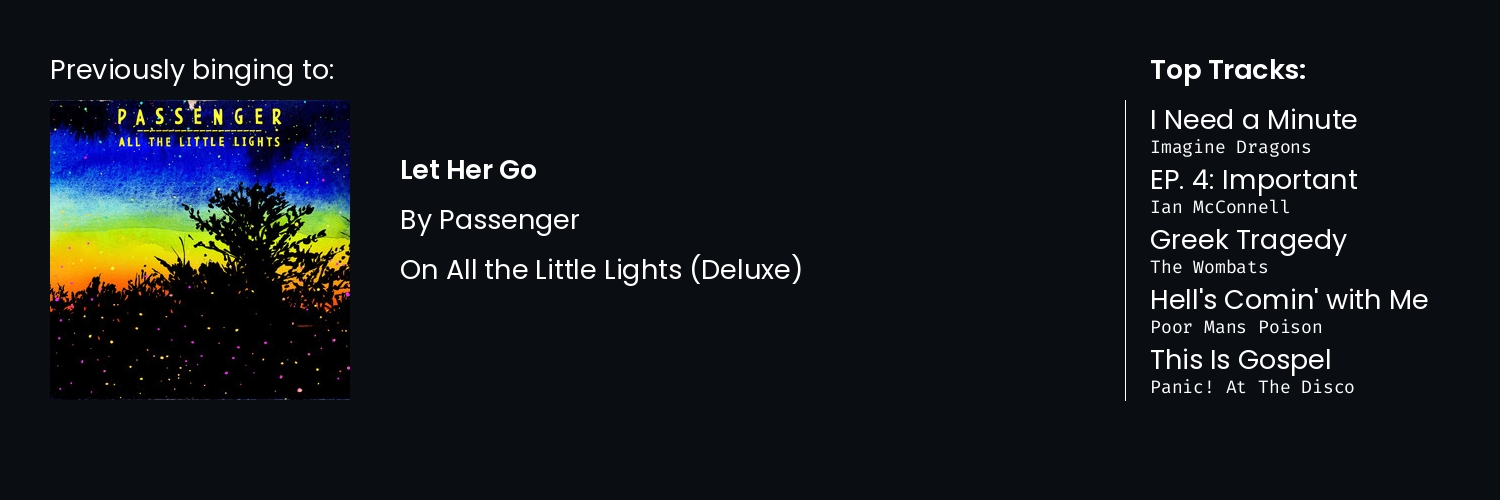 Previously binging to:
PASSENGER
ALL THE LITTLE LIGHTS
Let Her Go
By Passenger
On All the Little Lights (Deluxe)
Top Tracks:
I Need a Minute
Imagine Dragons
EP. 4: Important
Ian McConnell
Greek Tragedy
The Wombats
Hell's Comin' with Me
Poor Mans Poison
This Is Gospel
Panic! At The Disco